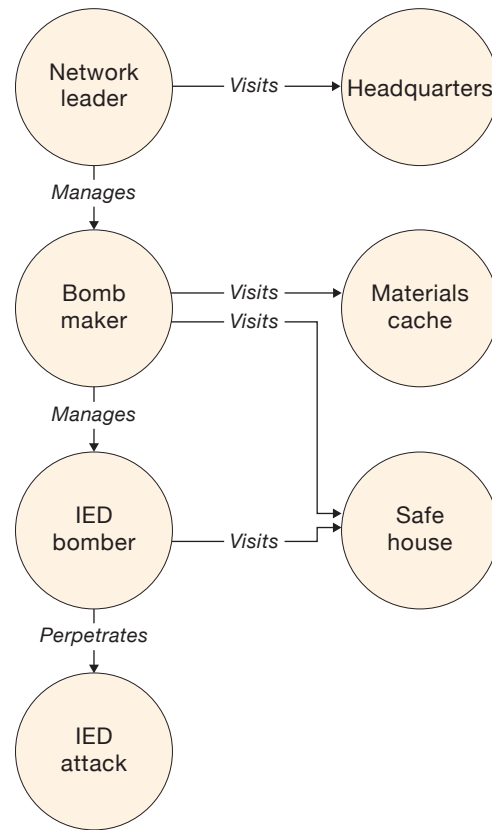 Network
leader
Visits
Headquarters
Manages
Bomb
maker
Visits
Materials
cache
Visits
Manages
IED
bomber
Visits
Safe
house
Perpetrates
IED
attack